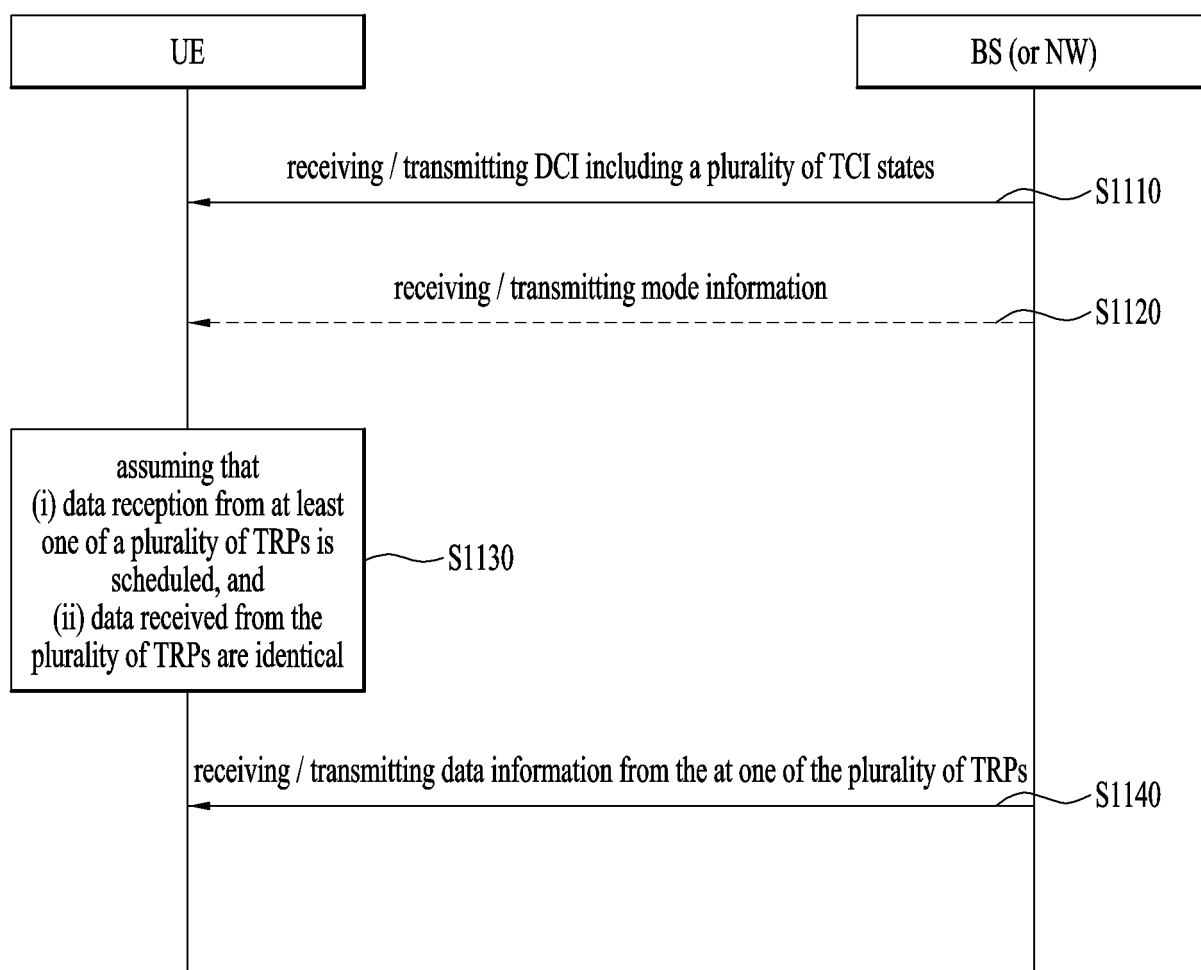 UE
BS (or NW)
receiving / transmitting DCI including a plurality of TCI states
S1110
receiving / transmitting mode information
S1120
assuming that
(i) data reception from at least
one of a plurality of TRPs is
scheduled, and
(ii) data received from the
plurality of TRPs are identical
S1130
receiving / transmitting data information from the at one of the plurality of TRPs
S1140